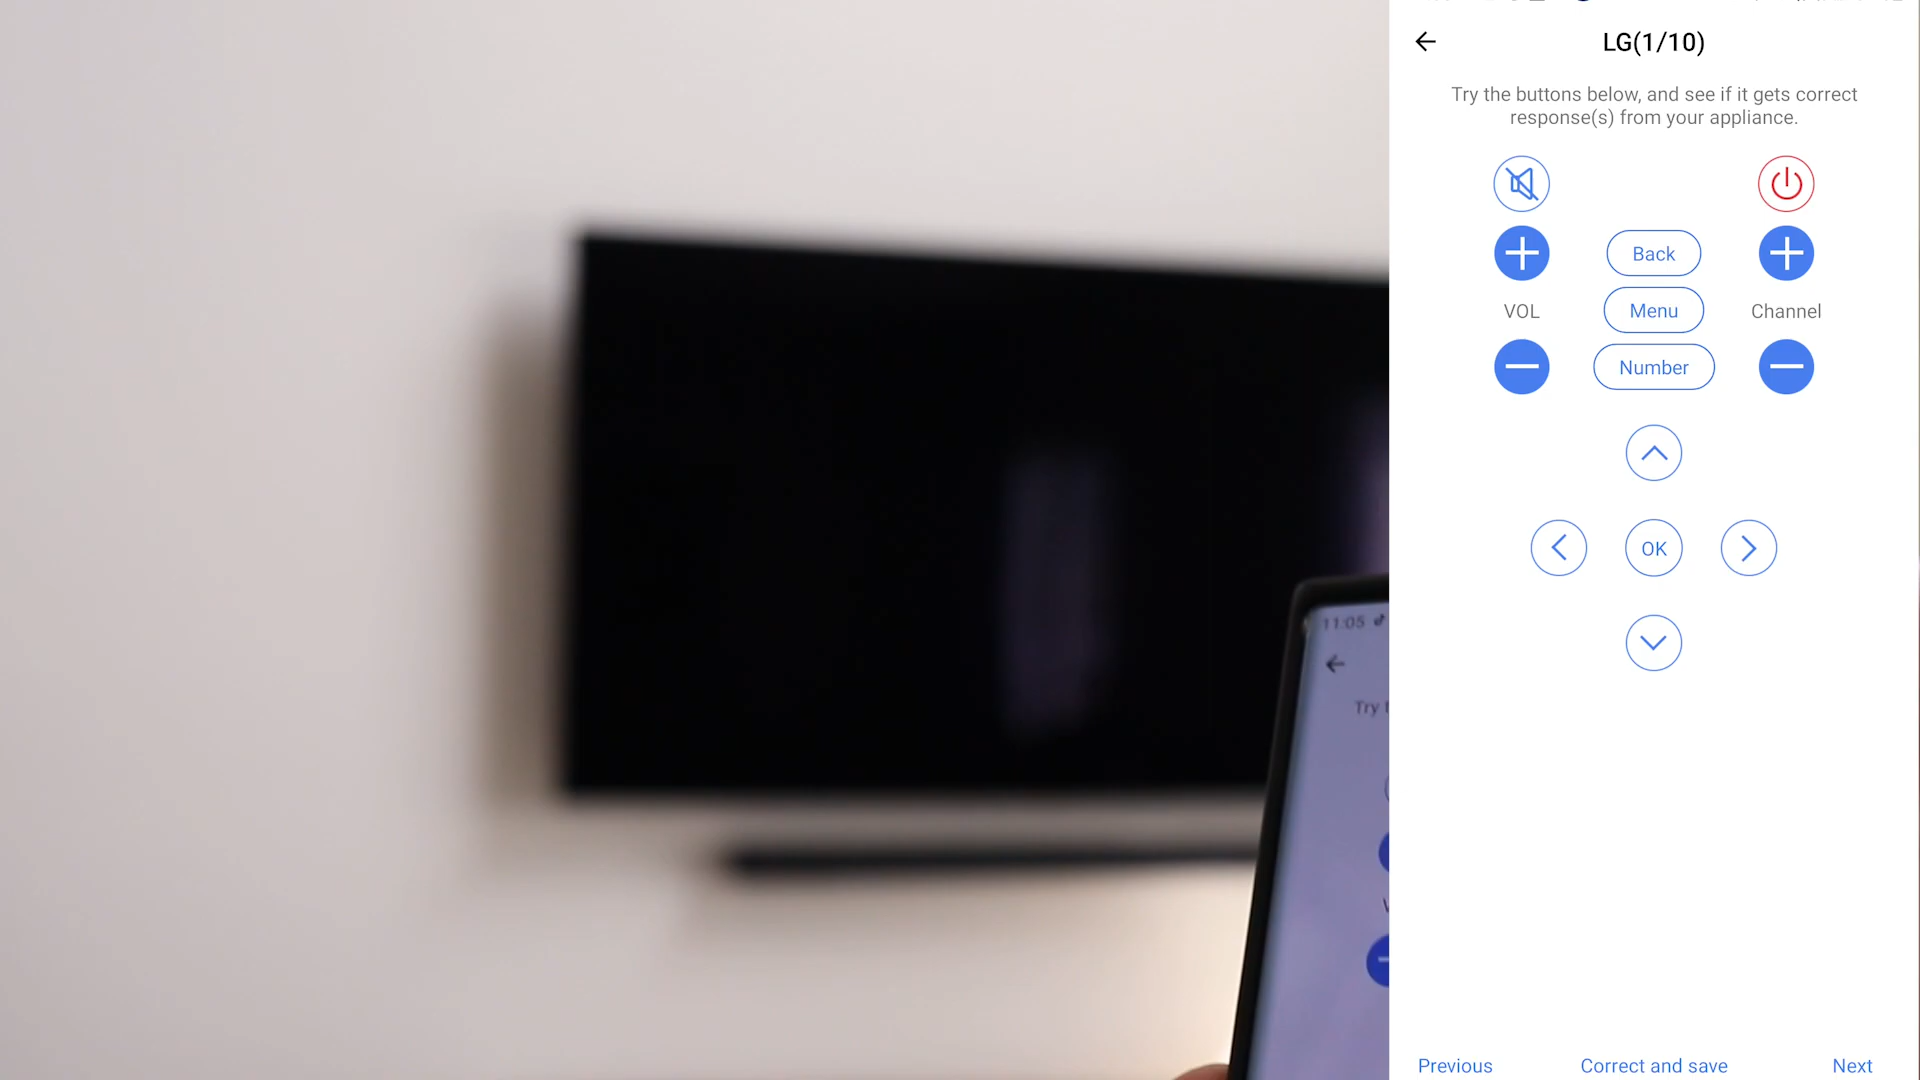 LG(1/10)
Try the buttons below, and see if it gets correct
response(s) from your appliance.
Back
VOL
Menu
Channel
Number
OK
11:05
Try
Previous
Correct and save
Next